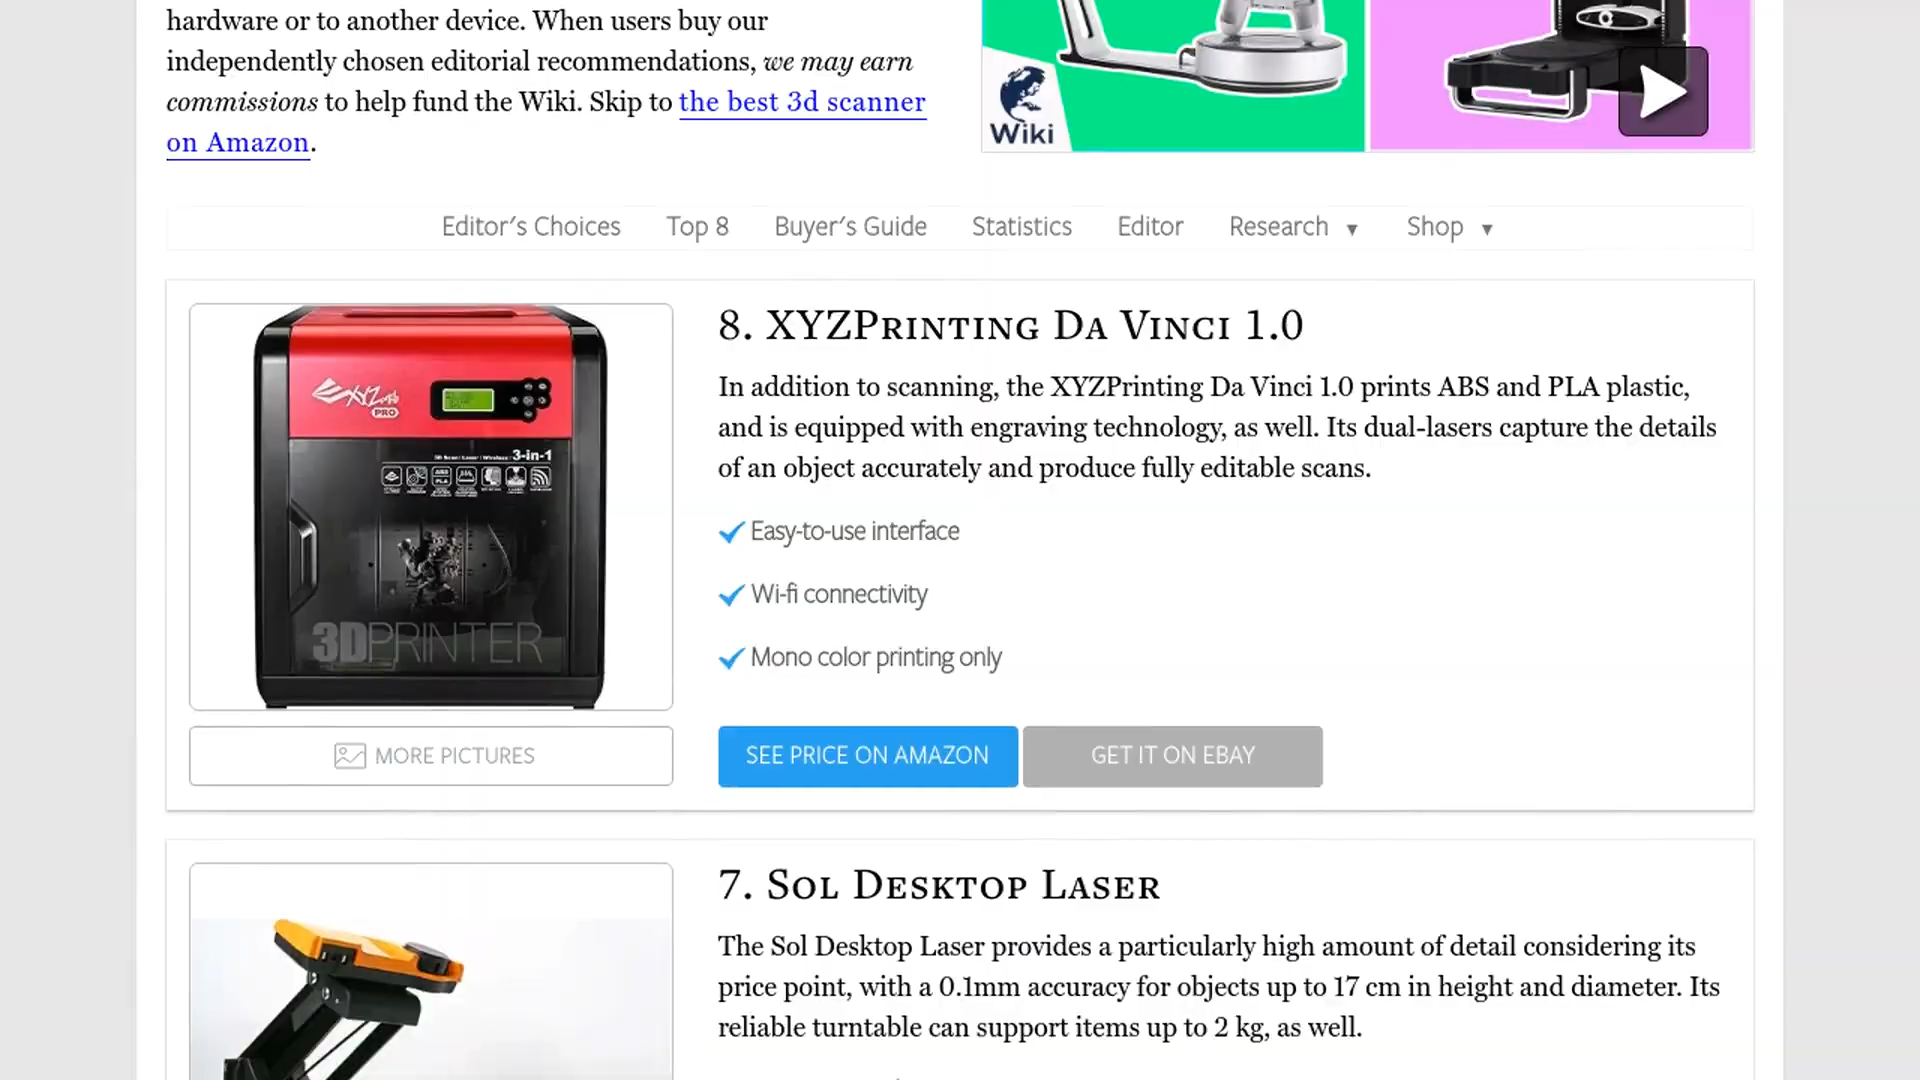 hardware or to another device. When users buy our
independently chosen editorial recommendations, we may earn
commissions to help fund the Wiki. Skip to the best 3d scanner
on Amazon.
Wiki
Editor's Choices Top 8 Buyer's Guide Statistics Editor Research ▼ Shop ▼
8. XYZPrinting Da Vinci 1.0
In addition to scanning, the XYZPrinting Da Vinci 1.0 prints ABS and PLA plastic,
and is equipped with engraving technology, as well. Its dual-lasers capture the details
of an object accurately and produce fully editable scans.
Easy-to-use interface
Wi-fi connectivity
Mono color printing only
XYZ
PRO
3-in-1
3DPRINTER
MORE PICTURES
SEE PRICE ON AMAZON GET IT ON EBAY
7. Sol Desktop Laser
The Sol Desktop Laser provides a particularly high amount of detail considering its
price point, with a 0.1mm accuracy for objects up to 17 cm in height and diameter. Its
reliable turntable can support items up to 2 kg, as well.